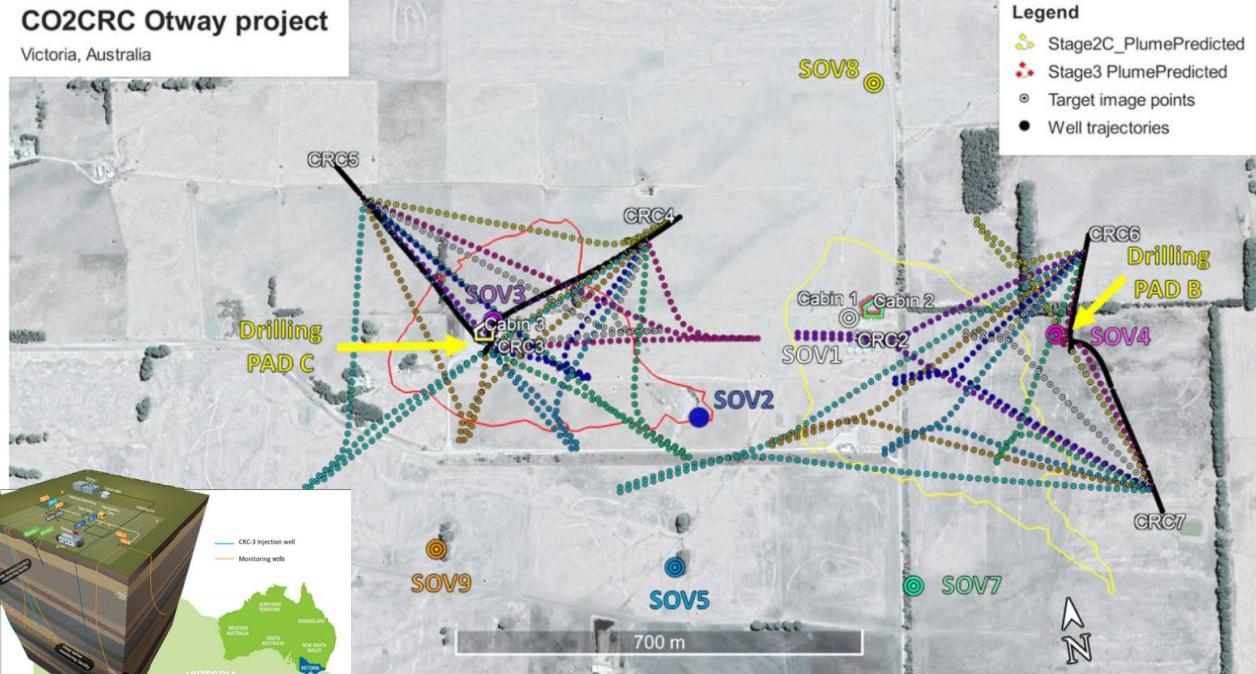 CO2CRC Otway project
Victoria, Australia
Legend
Stage2C_PlumePredicted
Stage3 PlumePredicted
Target image points
Well trajectories
SOV8
CRC5
CRC4
CRC6
Drilling
PAD B
SOV3
Cabin 1
Cabin 2
Drilling
PAD C
Cabin 3
CRC3
SOV1
CRC2
SOV4
SOV2
CRC7
SOV9
SOV5
SOV7
700 m
N
CRC-3 Injection well
Monitoring wells
NORTHERN
TERRITORY
QUEENSLAND
WESTERN
AUSTRALIA
SOUTH
AUSTRALIA
NEW SOUTH
WALES
VICTORIA
VICTORIA